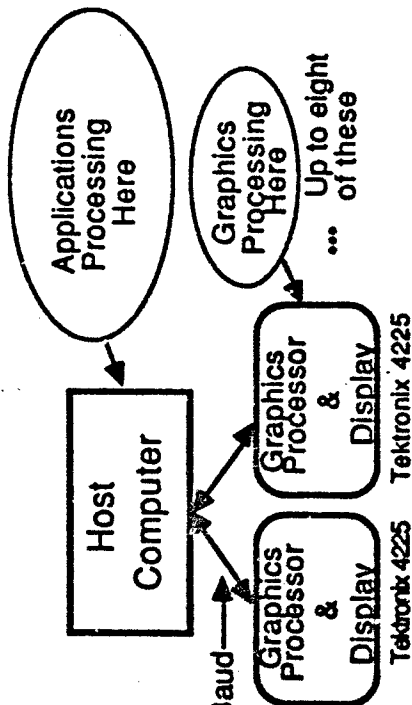 Applications
Processing
Here
Host
Computer
Graphics
Processing
Here
... Up to eight
of these
Baud
Graphics
Processor
&
Display
Tektronix 4225
Graphics
Processor
&
Display
Tektronix 4225